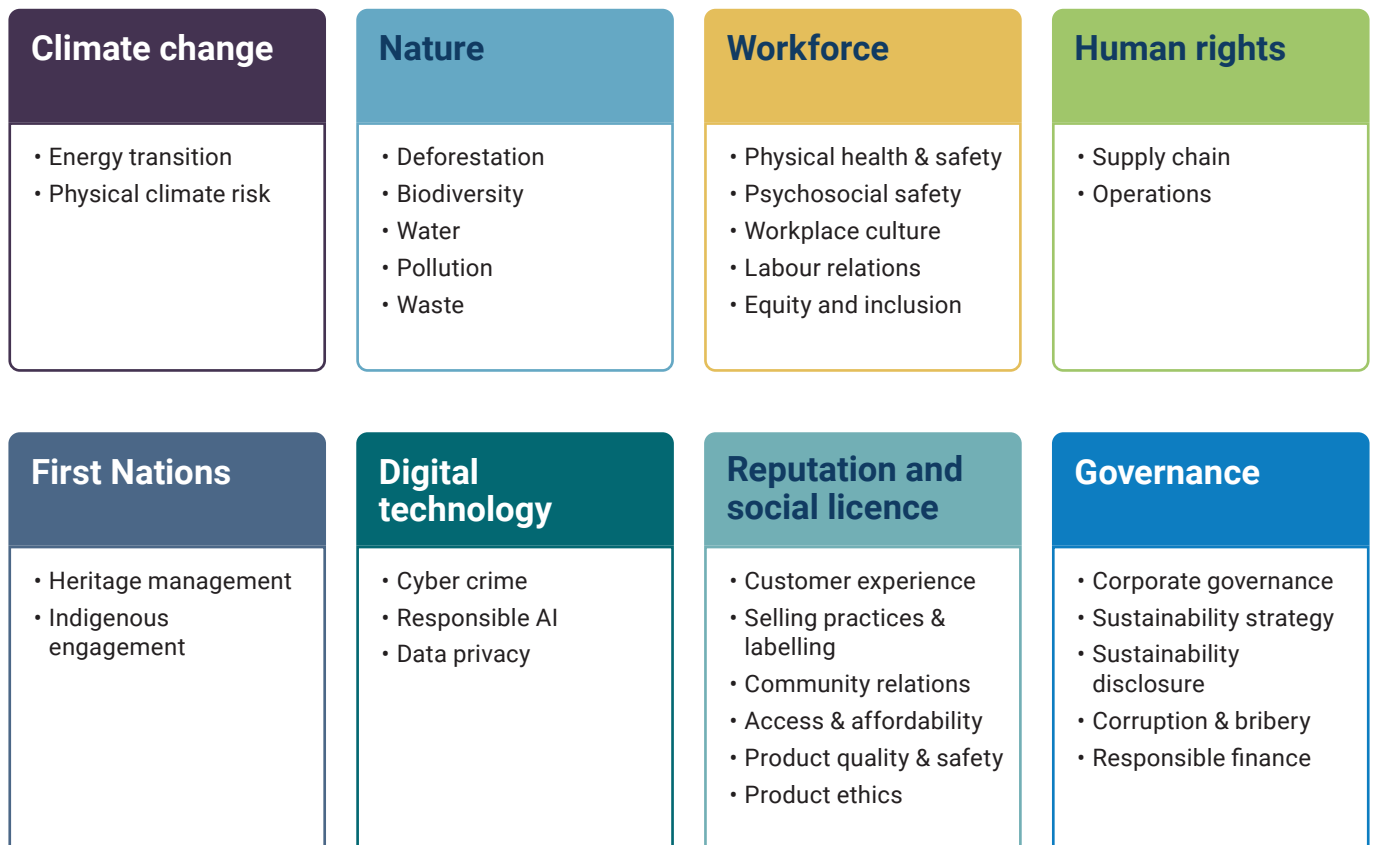 Climate change
• Energy transition
• Physical climate risk
Nature
• Deforestation
• Biodiversity
• Water
• Pollution
• Waste
Workforce
• Physical health & safety
• Psychosocial safety
• Workplace culture
• Labour relations
• Equity and inclusion
Human rights
• Supply chain
• Operations
First Nations
• Heritage management
• Indigenous
engagement
Digital
technology
• Cyber crime
• Responsible AI
• Data privacy
Reputation and
social licence
• Customer experience
• Selling practices &
labelling
• Community relations
• Access & affordability
• Product quality & safety
• Product ethics
Governance
• Corporate governance
• Sustainability strategy
• Sustainability
disclosure
• Corruption & bribery
• Responsible finance